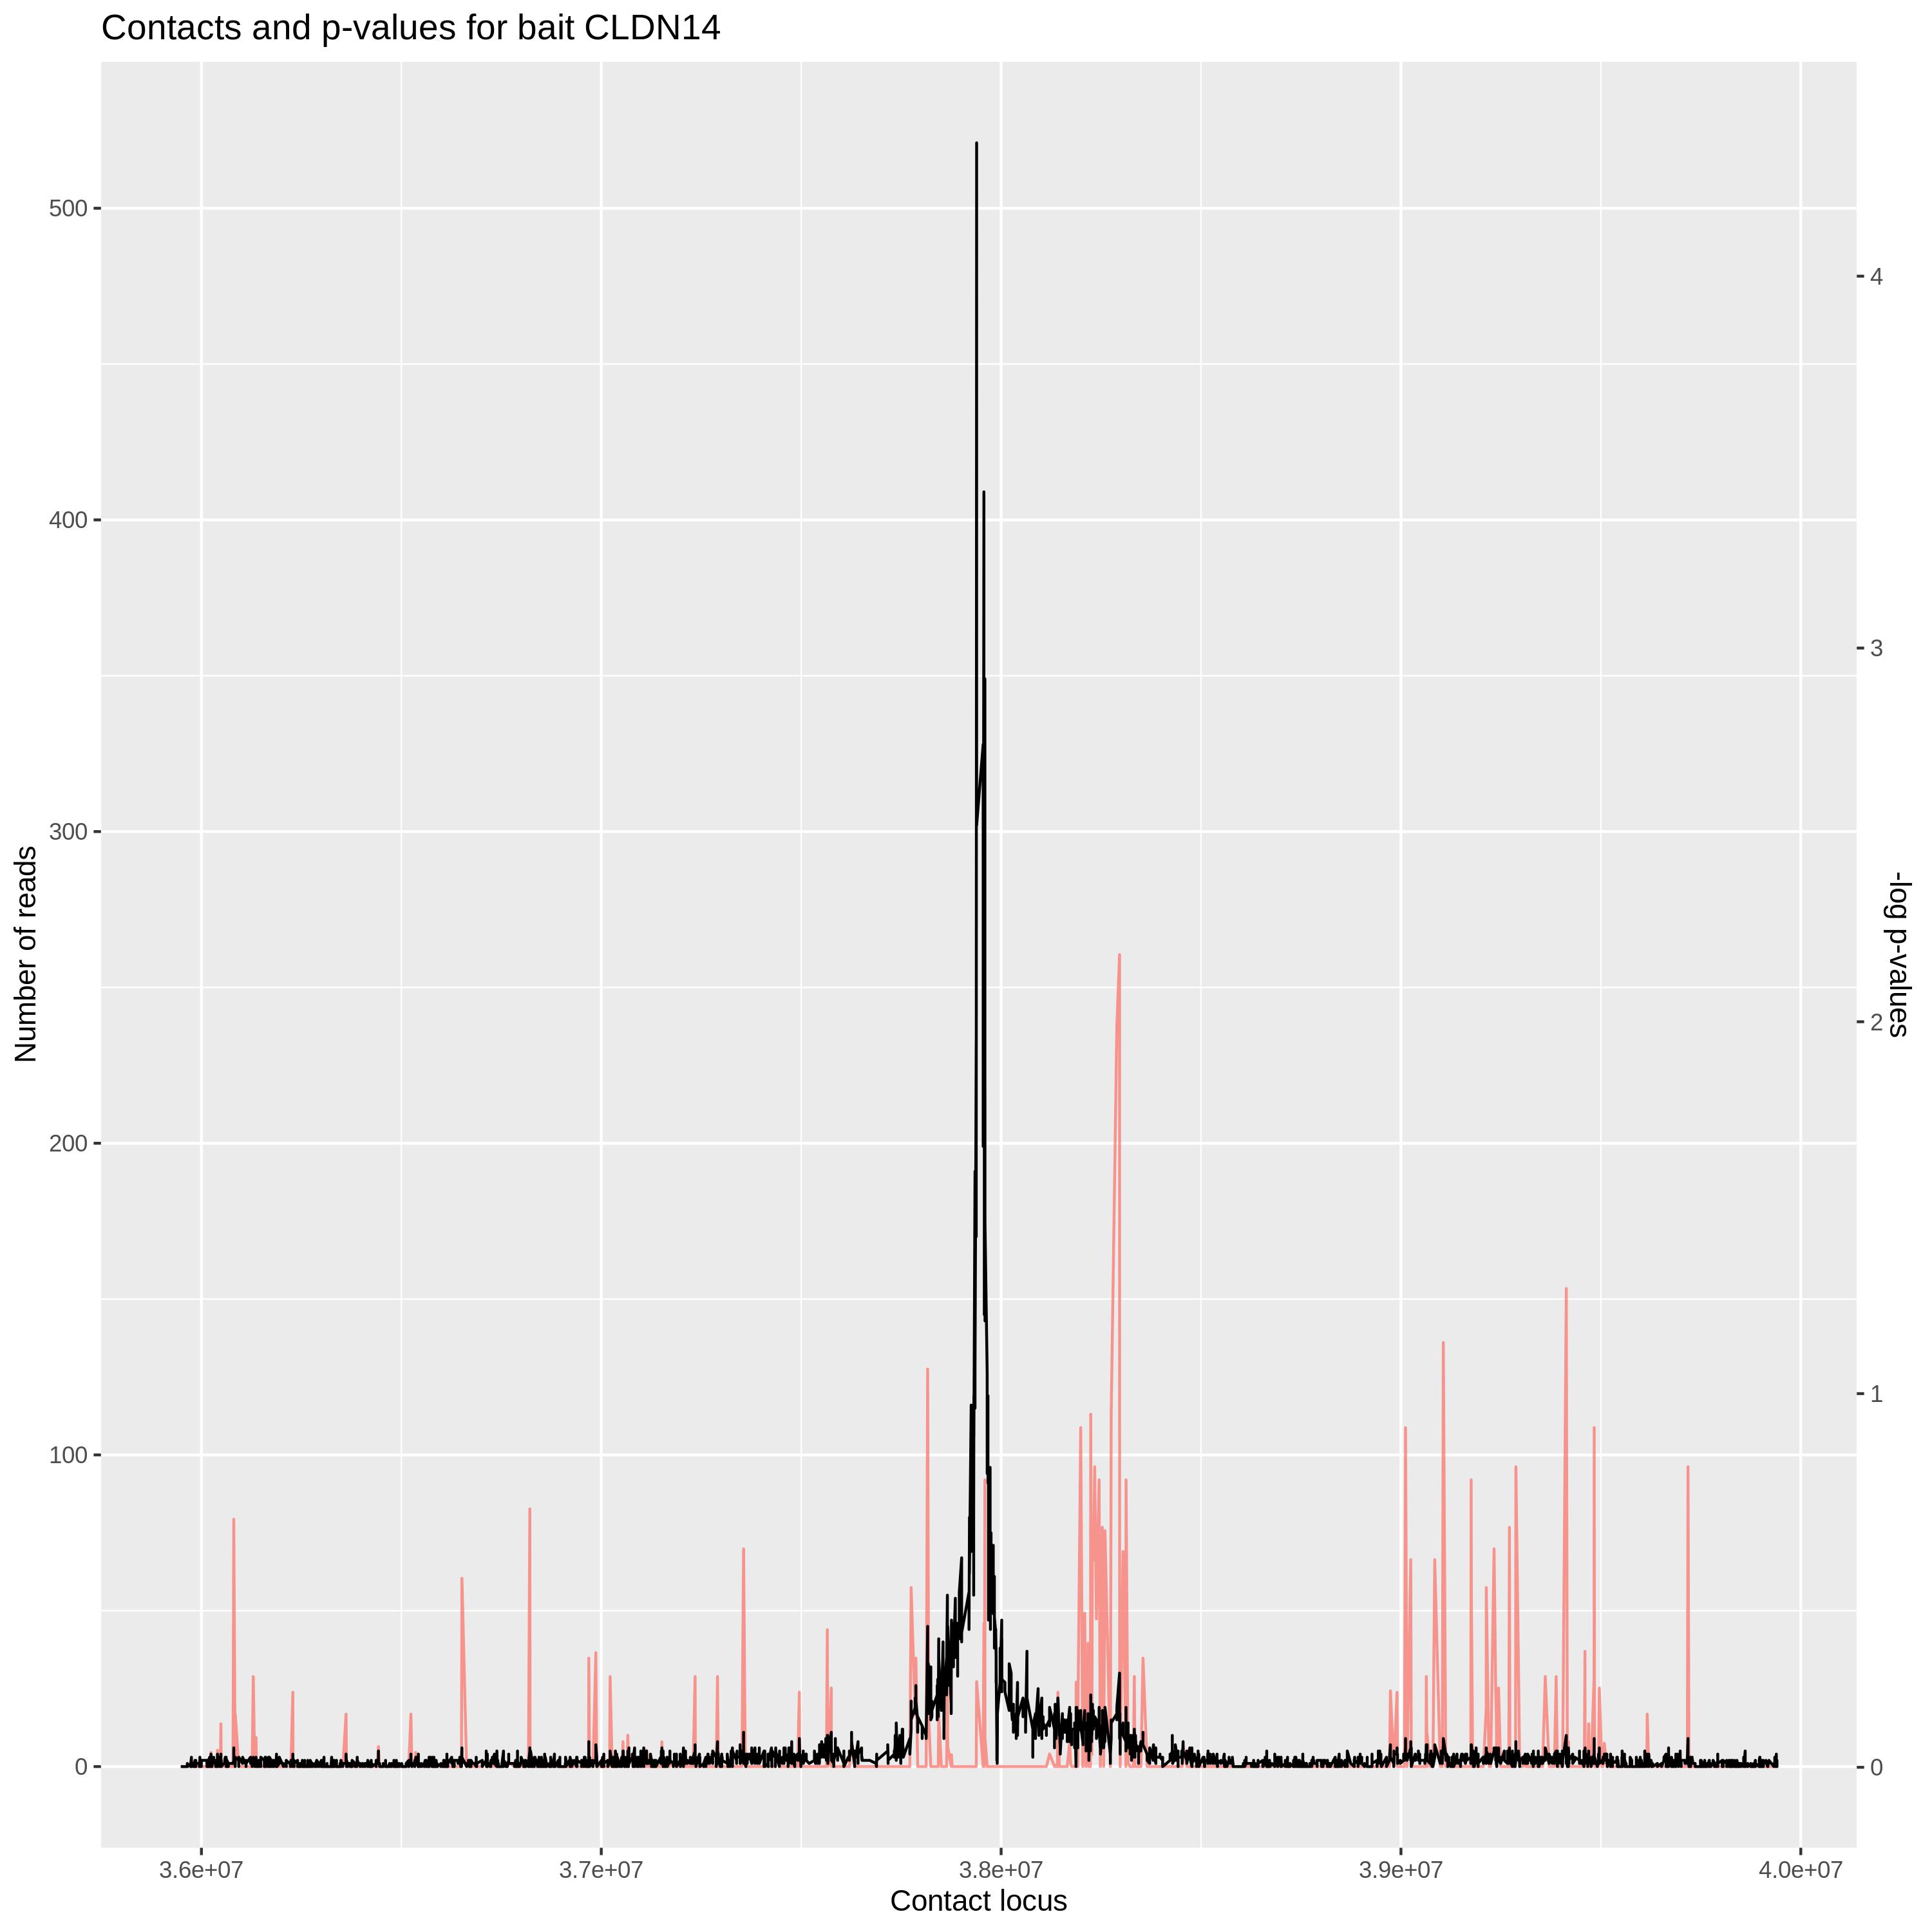 Contacts and p-values for bait CLDN14
Number of reads
500
400
300
200
100
0
4
3
2
1
0
-log p-values
3.6e+07
3.7e+07
3.8e+07
3.9e+07
4.0e+07
Contact locus